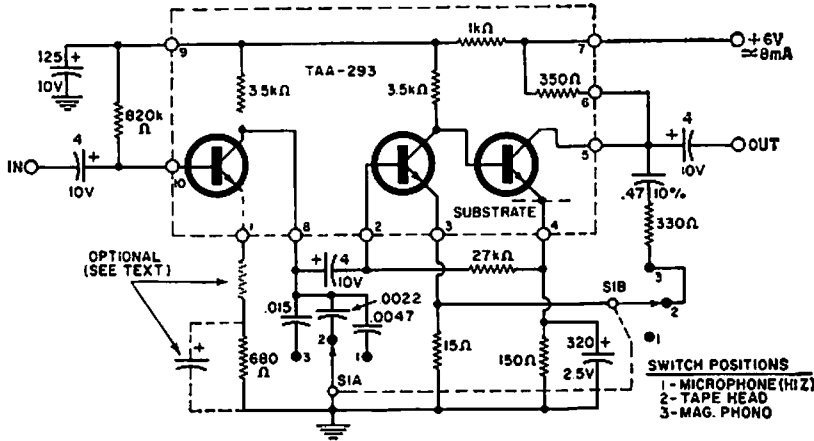 1kΩ
+6V
≃8mA
9
7
125 +
10V
TAA-293
3.5kΩ
3.5kΩ
350Ω
6
820k
Ω
4
+
10V
IN
10
5
+
4
10V
OUT
.47 10%
330Ω
SUBSTRATE
1
8
2
3
4
OPTIONAL
(SEE TEXT)
+
4
10V
27kΩ
3
.015
.0022
.0047
S1B
2
1
+
680
Ω
3
2
1
S1A
15Ω
150Ω
320
+
2.5V
SWITCH POSITIONS
1-MICROPHONE(HI Z)
2-TAPE HEAD
3-MAG. PHONO